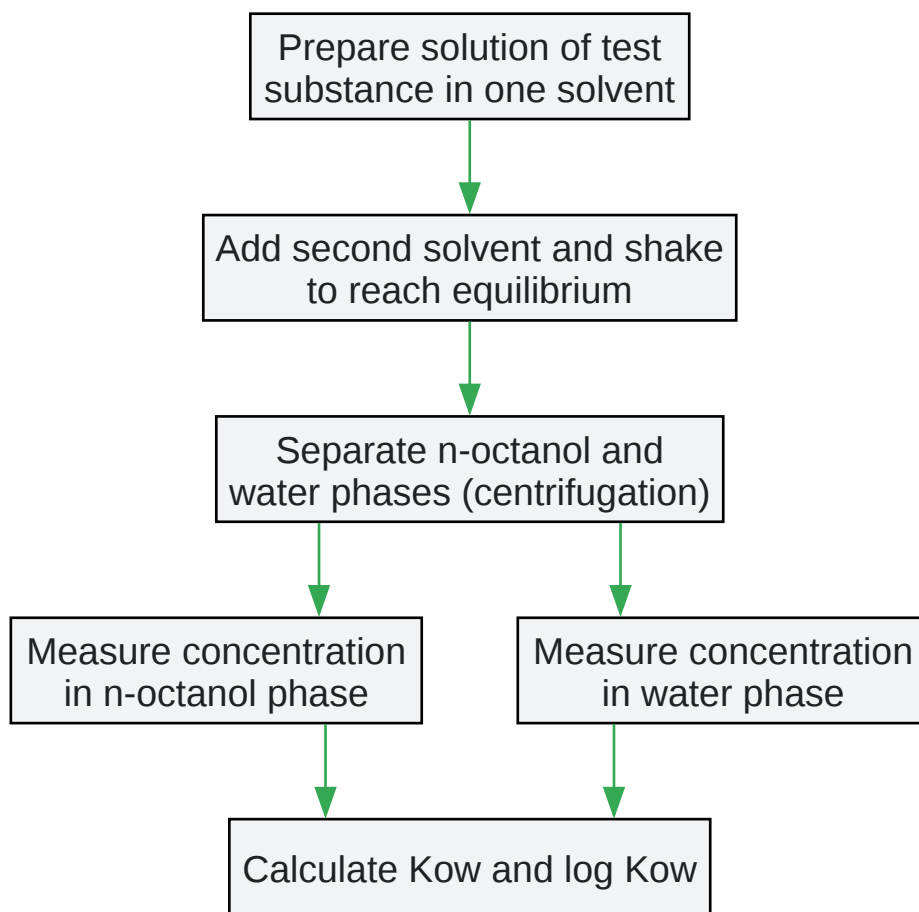 Prepare solution of test
substance in one solvent
Add second solvent and shake
to reach equilibrium
Separate n-octanol and
water phases (centrifugation)
Measure concentration
in n-octanol phase
Measure concentration
in water phase
Calculate Kow and log Kow